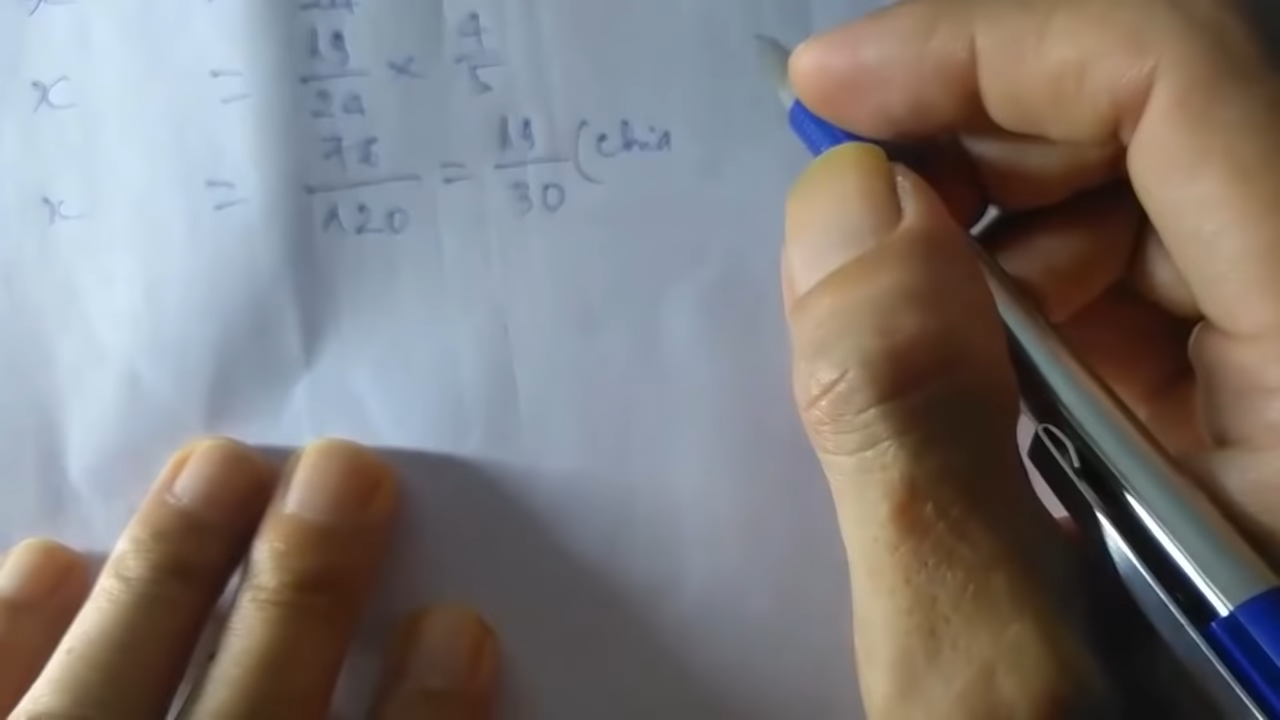 x = 19/24 × 4/5
x = 76/120 = 19/30 (chia